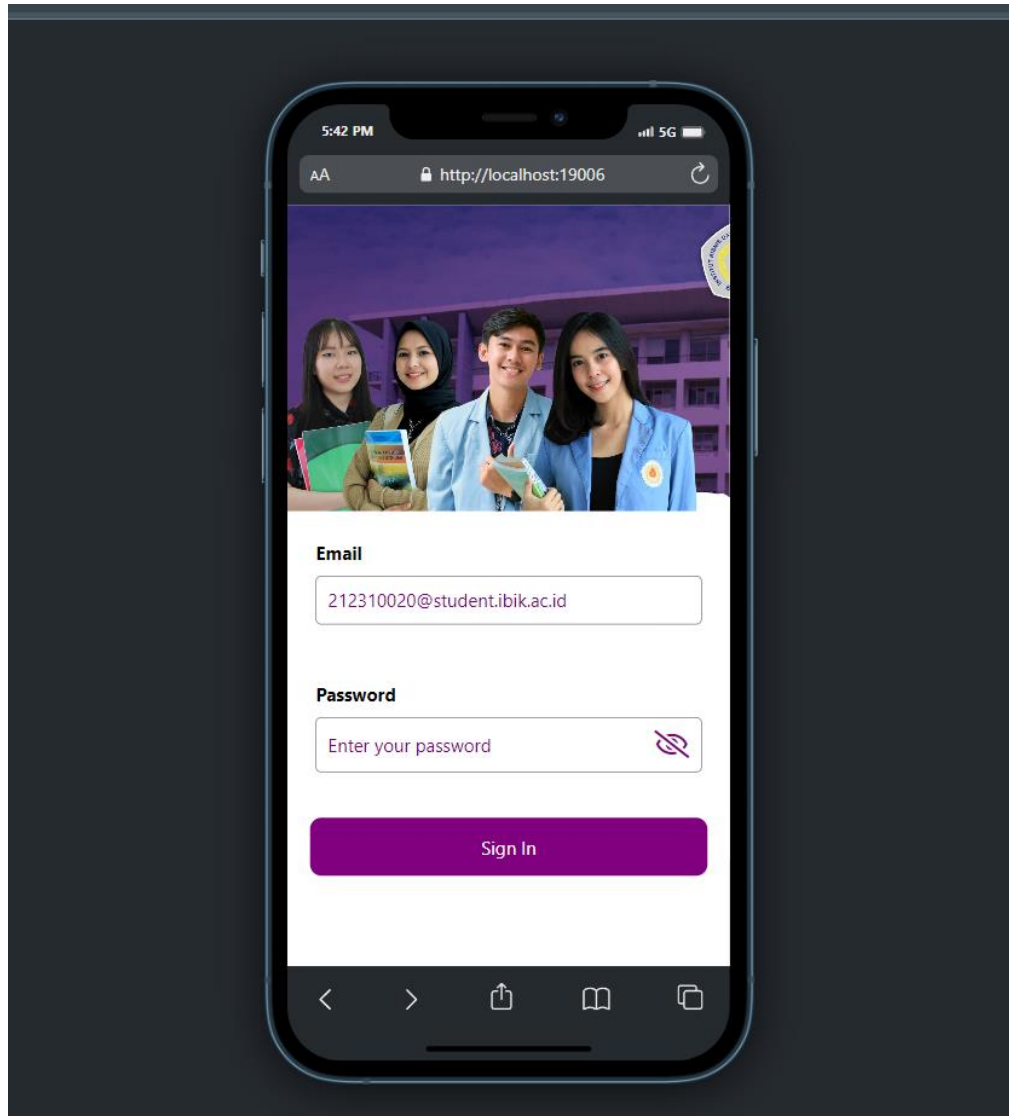 5:42 PM
5G
AA
http://localhost:19006
Email
212310020@student.ibik.ac.id
Password
Enter your password
Sign In